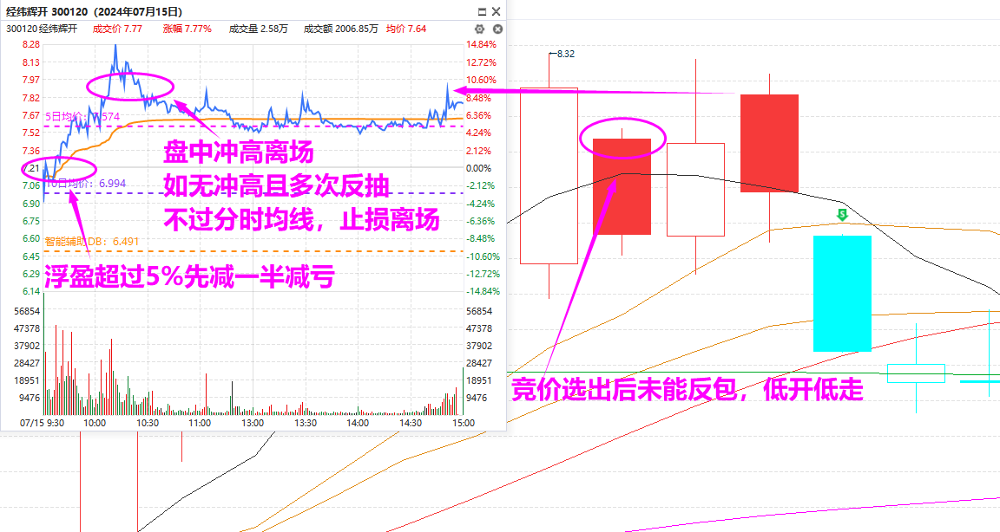 经纬辉开 300120（2024年07月15日）
300120 经纬辉开 成交价 7.77 涨幅 7.77% 成交量 2.58万 成交额 2006.85万 均价 7.64
8.28 14.84%
8.13 12.72%
7.97 10.60%
7.82 8.48%
7.67 6.36%
7.52 4.24%
7.36 2.12%
7.21 0.00%
7.06 -2.12%
6.90 -4.24%
6.75 -6.36%
6.60 -8.48%
6.45 -10.60%
6.29 -12.72%
6.14 -14.84%
5日均价：7.574
10日均价：6.994
智能辅助DB：6.491
盘中冲高离场
如无冲高且多次反抽
不过分时均线，止损离场
浮盈超过5%先减一半减亏
56854 56854
47378 47378
37902 37902
28427 28427
18951 18951
9476 9476
07/15 9:30 10:00 10:30 11:00 13:00 13:30 14:00 14:30 15:00
8.32
S
竞价选出后未能反包，低开低走